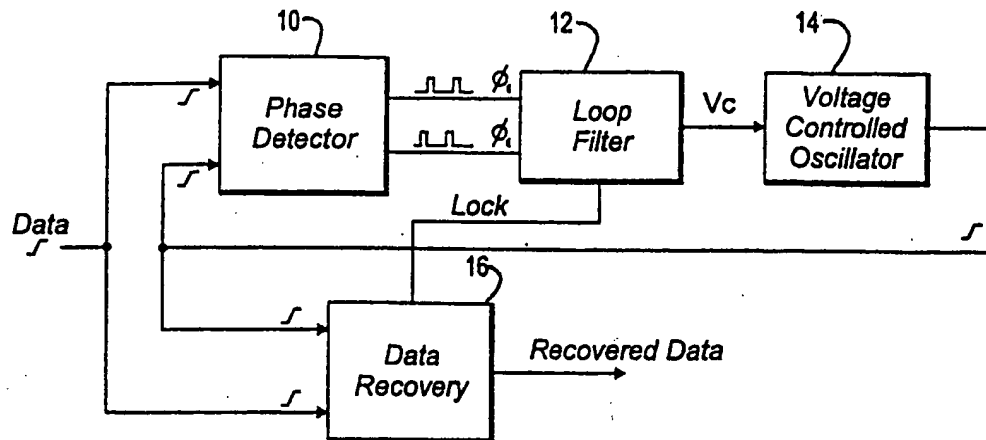 10
12
14
Phase
Detector
ϕ
ϕ
Loop
Filter
Vc
Voltage
Controlled
Oscillator
Data
Lock
16
Data
Recovery
Recovered Data